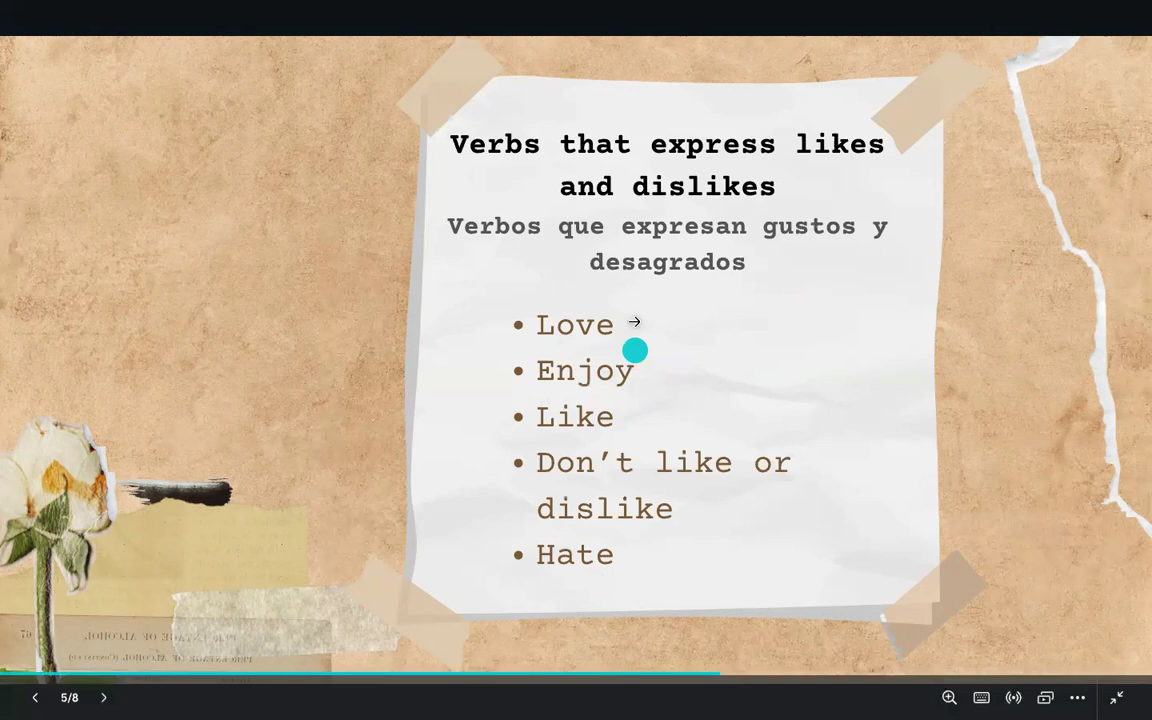 Verbs that express likes
and dislikes
Verbos que expresan gustos y
desagrados
• Love →
• Enjoy
• Like
• Don’t like or
dislike
• Hate
5/8